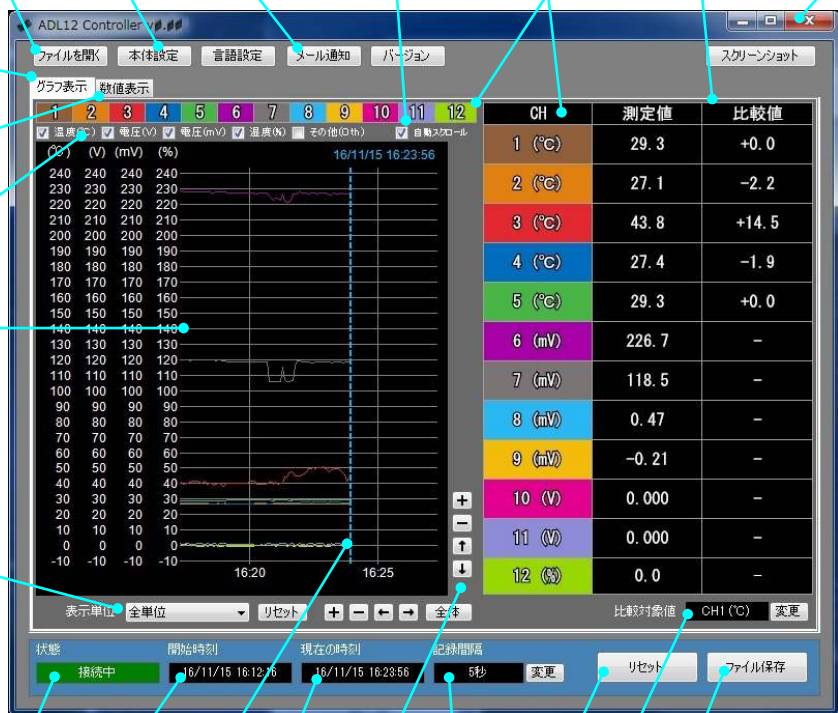 ADL12 Controller vØ.ØØ
ファイルを開く 本体設定 言語設定 メール通知 バージョン スクリーンショット
グラフ表示 数値表示
1 2 3 4 5 6 7 8 9 10 11 12
温度(℃) 電圧(V) 電圧(mV) 湿度(%) その他(Oth) 自動スクロール
(℃) (V) (mV) (%) 16/11/15 16:23:56
240 240 240 240
230 230 230 230
220 220 220 220
210 210 210 210
200 200 200 200
190 190 190 190
180 180 180 180
170 170 170 170
160 160 160 160
150 150 150 150
140 140 140 140
130 130 130 130
120 120 120 120
110 110 110 110
100 100 100 100
90 90 90 90
80 80 80 80
70 70 70 70
60 60 60 60
50 50 50 50
40 40 40 40
30 30 30 30
20 20 20 20
10 10 10 10
0 0 0 0
-10 -10 -10 -10
16:20 16:25
+
−
↑
↓
表示単位 全単位 リセット + − ← → 全体
CH 測定値 比較値
1 (℃) 29.3 +0.0
2 (℃) 27.1 −2.2
3 (℃) 43.8 +14.5
4 (℃) 27.4 −1.9
5 (℃) 29.3 +0.0
6 (mV) 226.7 −
7 (mV) 118.5 −
8 (mV) 0.47 −
9 (mV) −0.21 −
10 (V) 0.000 −
11 (V) 0.000 −
12 (%) 0.0 −
比較対象値 CH1(℃) 変更
状態 開始時刻 現在の時刻 記録間隔
接続中 16/11/15 16:12:16 16/11/15 16:23:56 5秒 変更 リセット ファイル保存